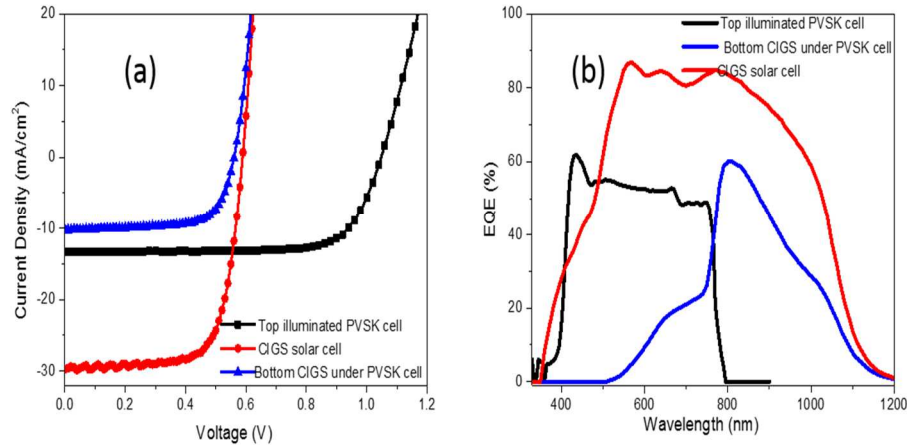 (a)
20
10
0
-10
-20
-30
Current Density (mA/cm²)
Top illuminated PVSK cell
CIGS solar cell
Bottom CIGS under PVSK cell
0.0 0.2 0.4 0.6 0.8 1.0 1.2
Voltage (V)
(b)
100
80
60
40
20
0
EQE (%)
Top illuminated PVSK cell
Bottom CIGS under PVSK cell
CIGS solar cell
400 600 800 1000 1200
Wavelength (nm)